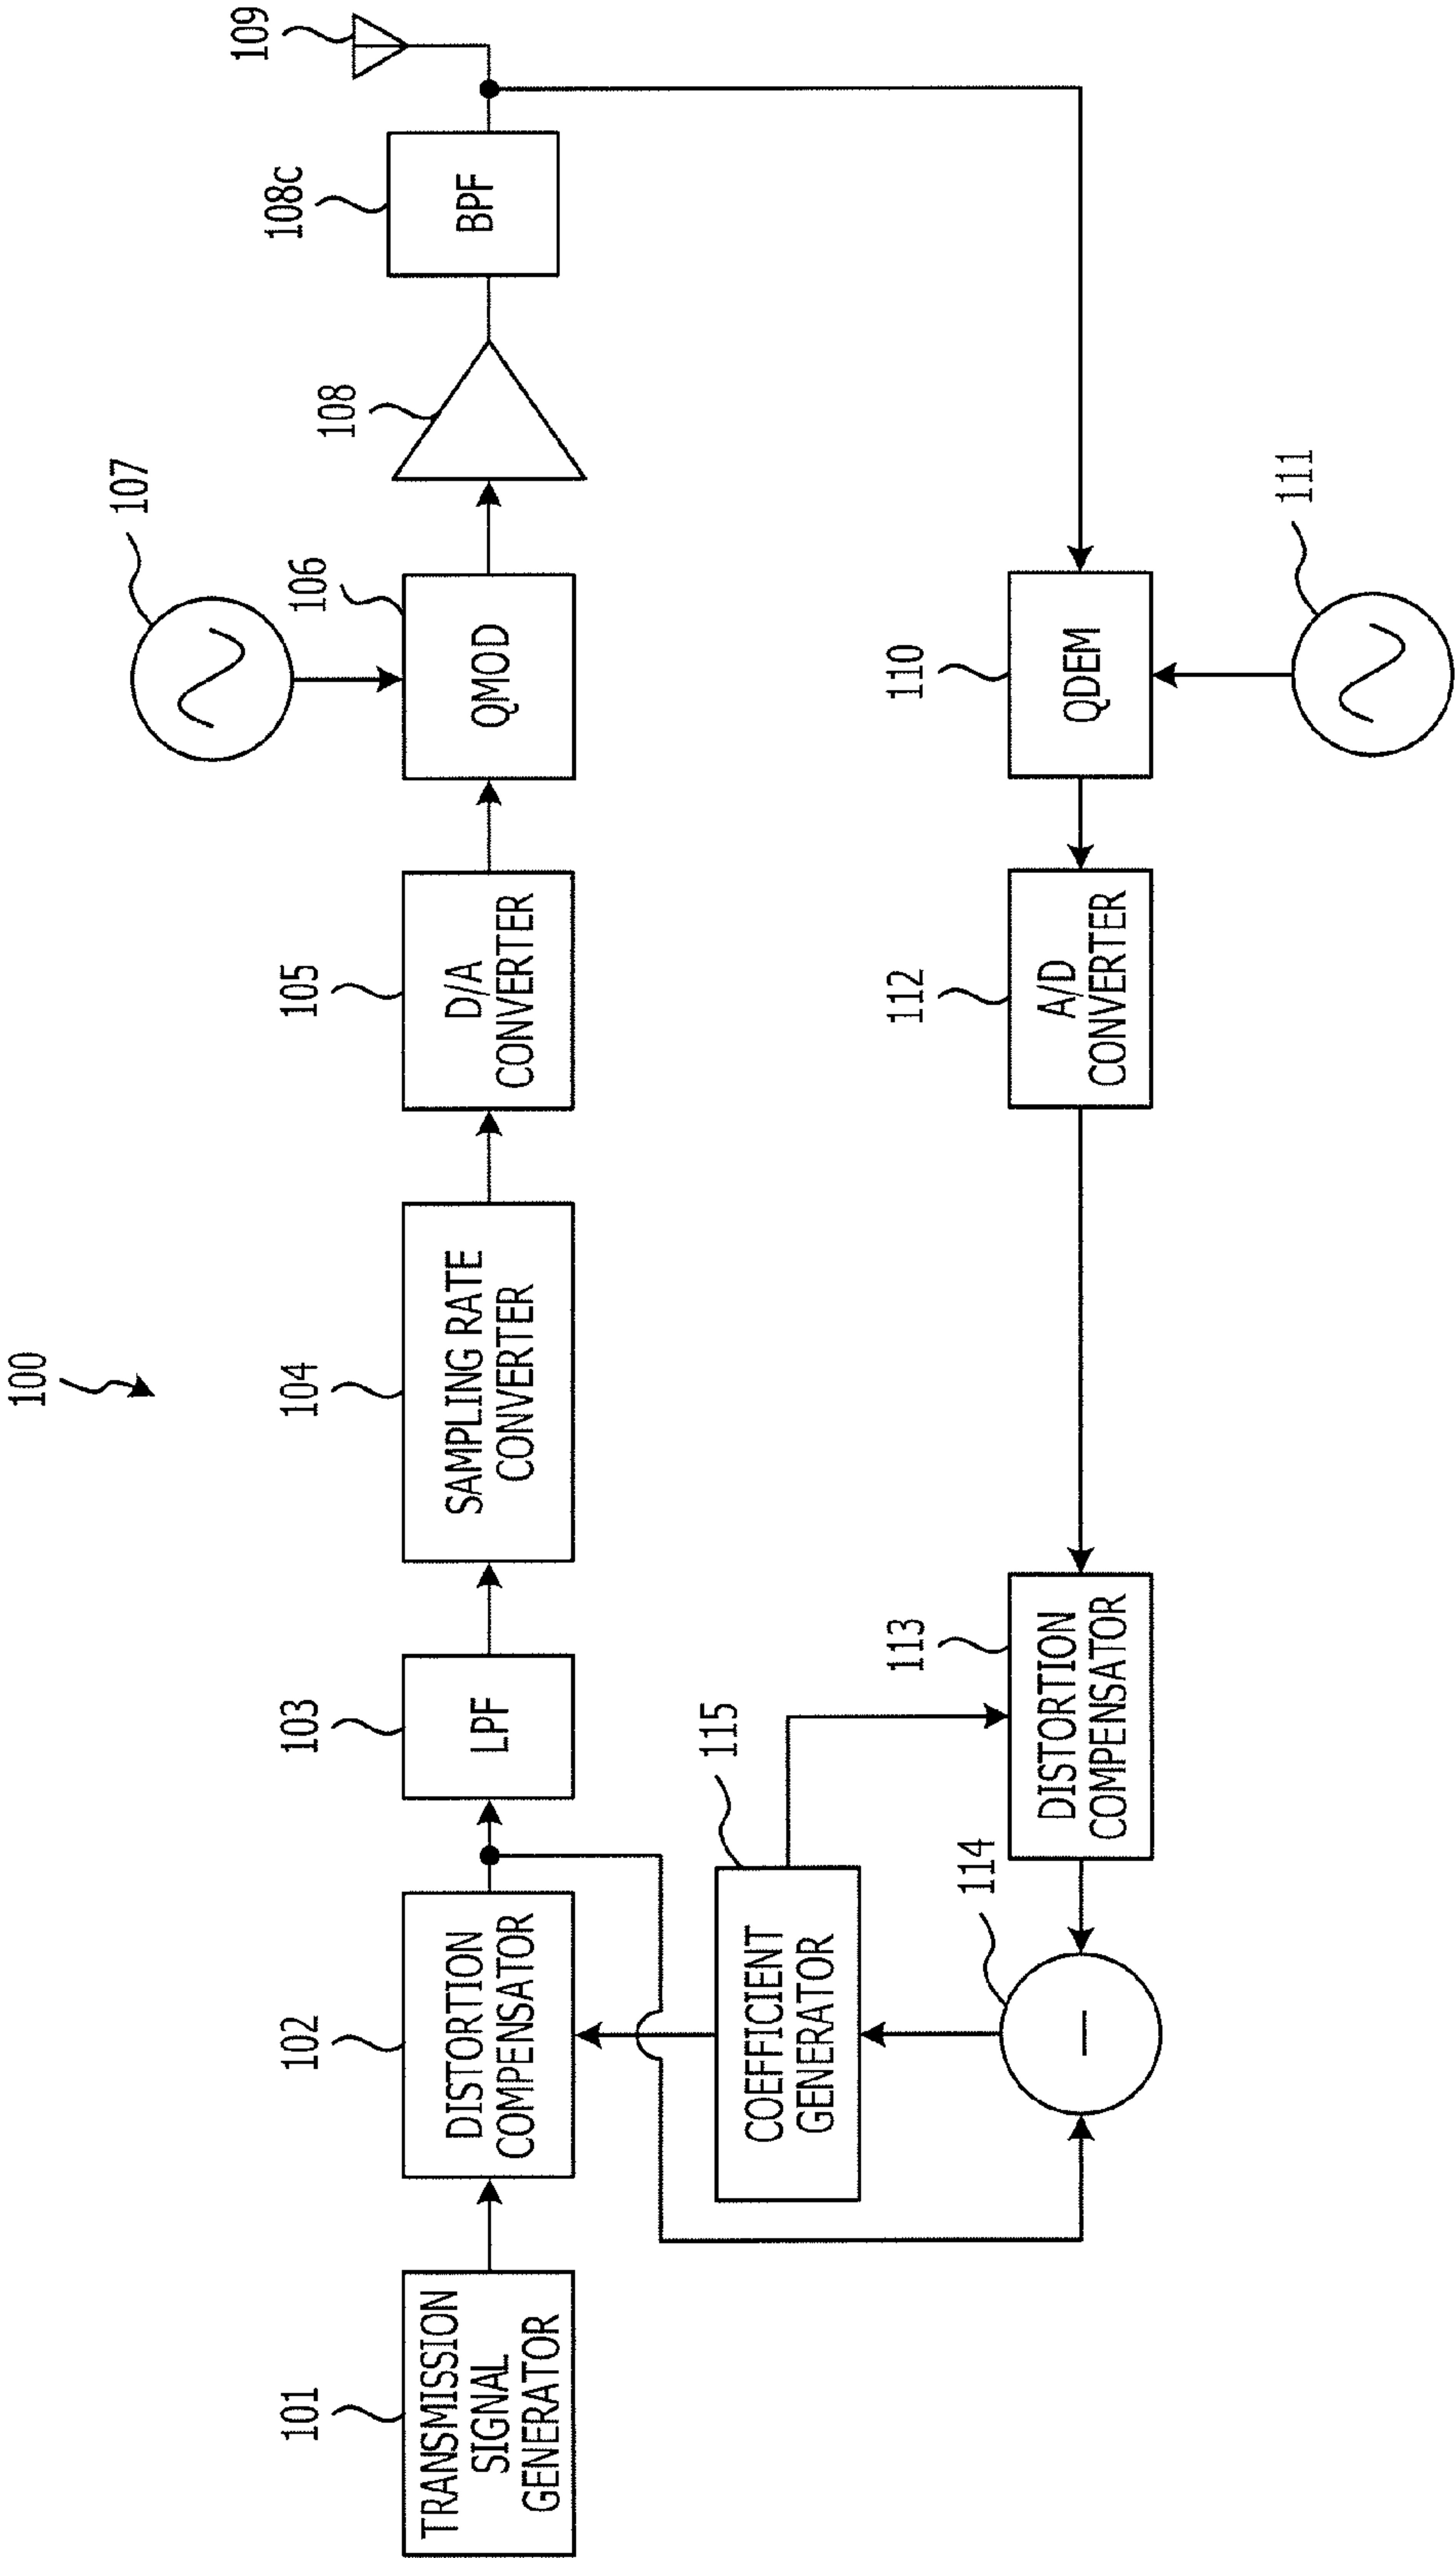 100
101
TRANSMISSION
SIGNAL
GENERATOR
102
DISTORTION
COMPENSATOR
103
LPF
104
SAMPLING RATE
CONVERTER
105
D/A
CONVERTER
106
QMOD
107
108
108c
BPF
109
115
COEFFICIENT
GENERATOR
114
113
DISTORTION
COMPENSATOR
112
A/D
CONVERTER
110
QDEM
111